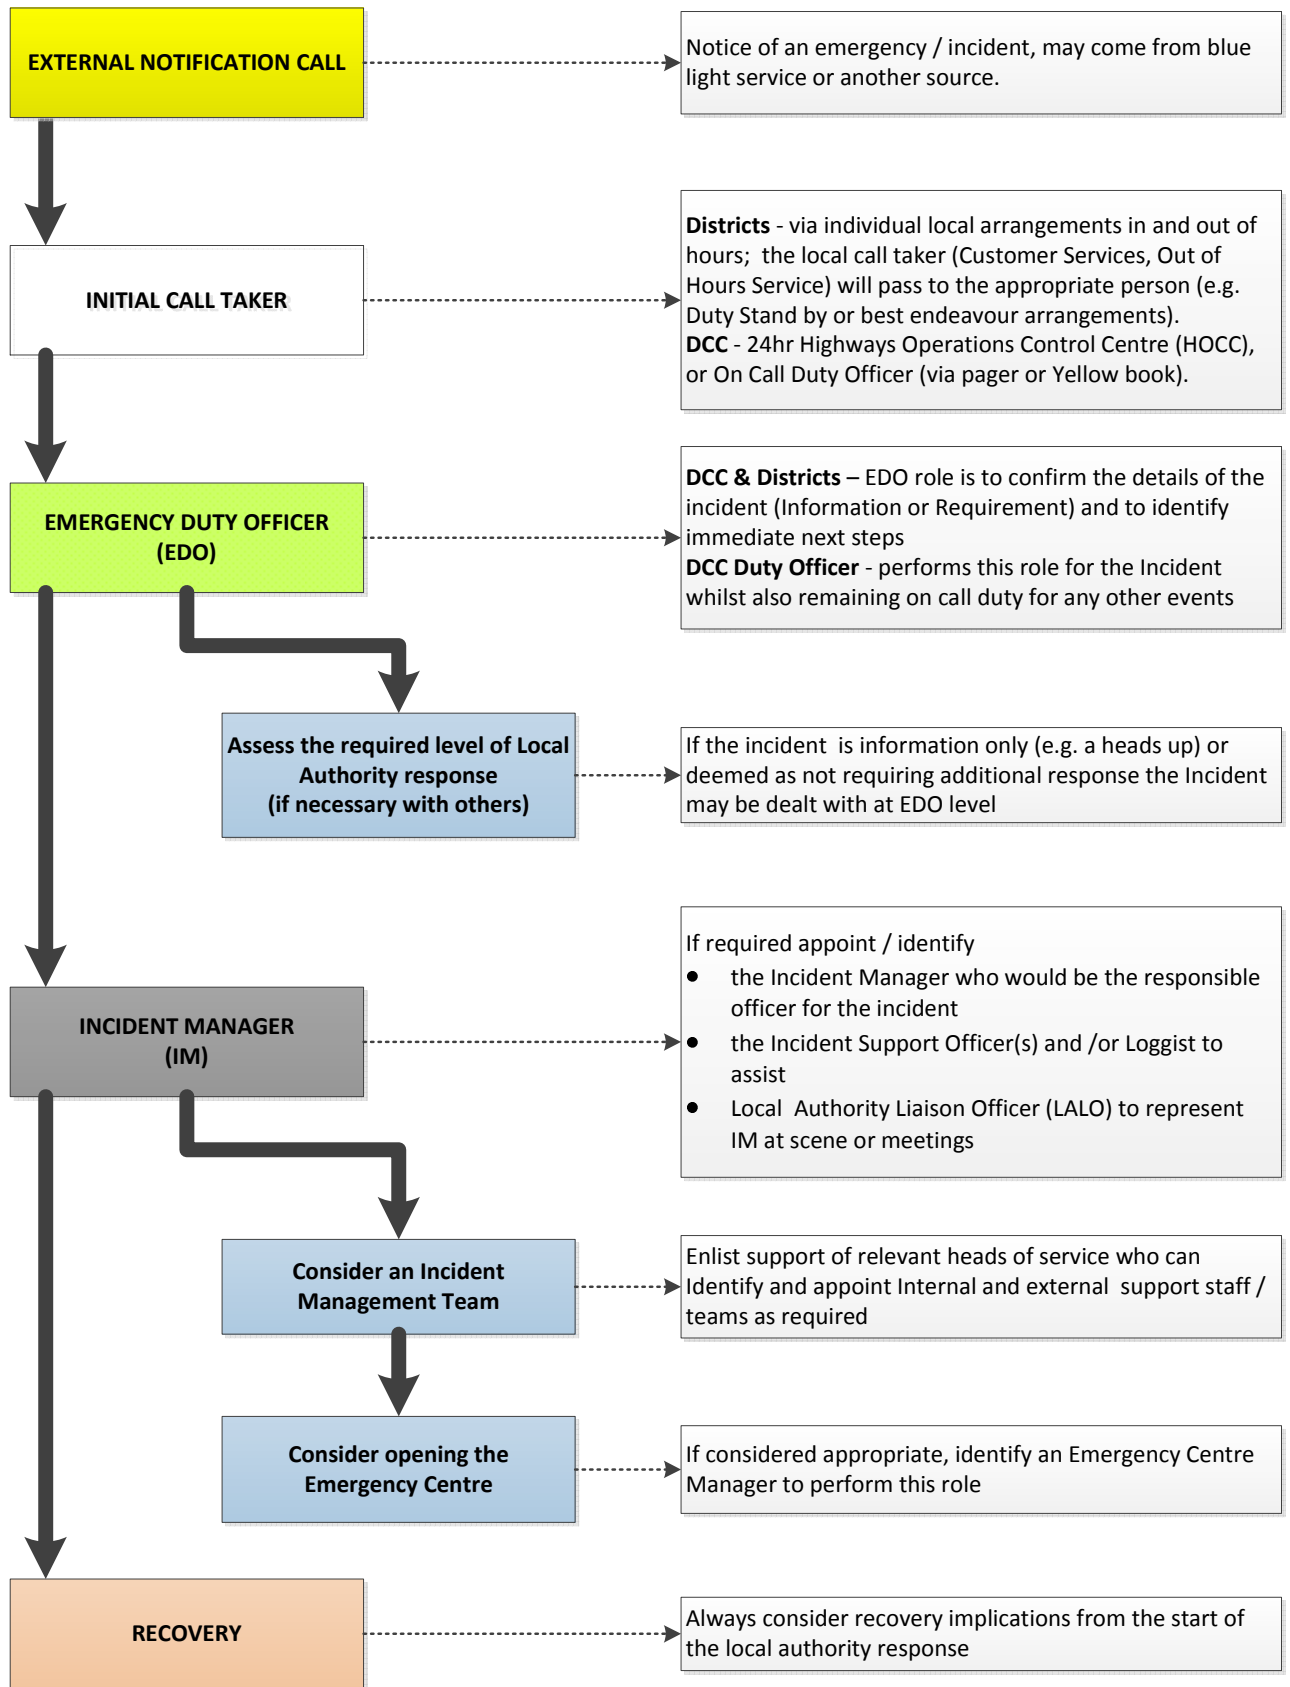 EXTERNAL NOTIFICATION CALL
Notice of an emergency / incident, may come from blue
light service or another source.
INITIAL CALL TAKER
Districts - via individual local arrangements in and out of
hours; the local call taker (Customer Services, Out of
Hours Service) will pass to the appropriate person (e.g.
Duty Stand by or best endeavour arrangements).
DCC - 24hr Highways Operations Control Centre (HOCC),
or On Call Duty Officer (via pager or Yellow book).
EMERGENCY DUTY OFFICER
(EDO)
DCC & Districts – EDO role is to confirm the details of the
incident (Information or Requirement) and to identify
immediate next steps
DCC Duty Officer - performs this role for the Incident
whilst also remaining on call duty for any other events
Assess the required level of Local
Authority response
(if necessary with others)
If the incident is information only (e.g. a heads up) or
deemed as not requiring additional response the Incident
may be dealt with at EDO level
INCIDENT MANAGER
(IM)
If required appoint / identify
• the Incident Manager who would be the responsible
officer for the incident
• the Incident Support Officer(s) and /or Loggist to
assist
• Local Authority Liaison Officer (LALO) to represent
IM at scene or meetings
Consider an Incident
Management Team
Enlist support of relevant heads of service who can
Identify and appoint Internal and external support staff /
teams as required
Consider opening the
Emergency Centre
If considered appropriate, identify an Emergency Centre
Manager to perform this role
RECOVERY
Always consider recovery implications from the start of
the local authority response